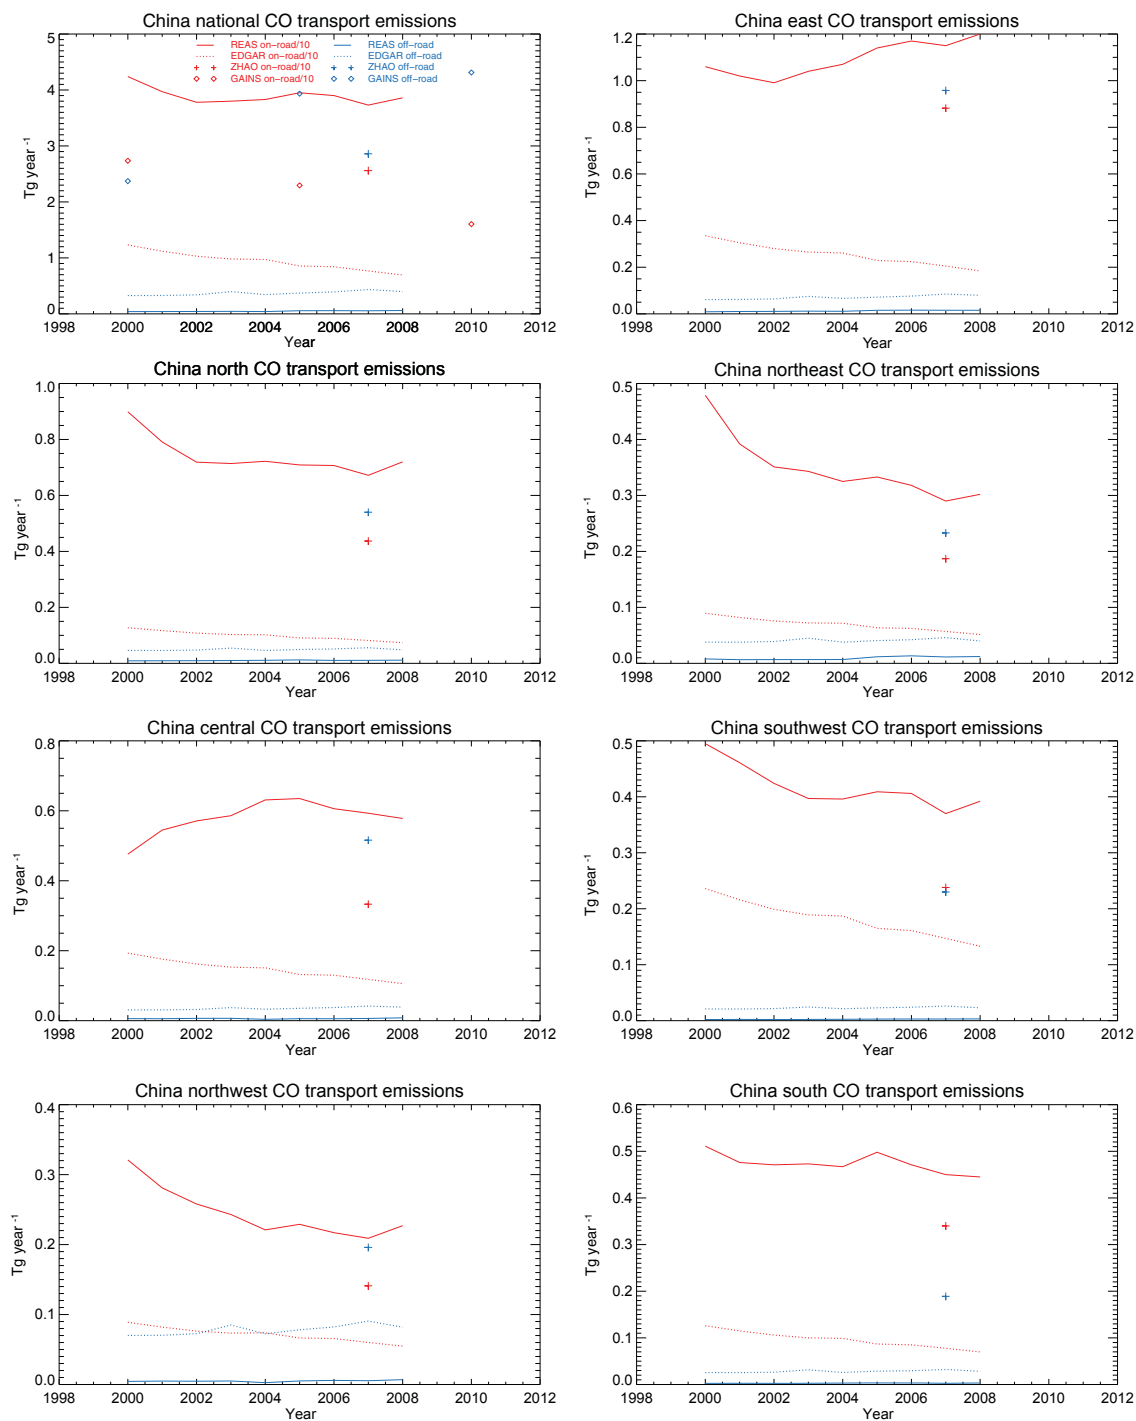 China national CO transport emissions
REAS on-road/10 REAS off-road
EDGAR on-road/10 EDGAR off-road
ZHAO on-road/10 ZHAO off-road
GAINS on-road/10 GAINS off-road
Tg year -1
5
4
3
2
1
0
1998 2000 2002 2004 2006 2008 2010 2012
Year
China east CO transport emissions
Tg year -1
1.2
1.0
0.8
0.6
0.4
0.2
0.0
1998 2000 2002 2004 2006 2008 2010 2012
Year
China north CO transport emissions
Tg year -1
1.0
0.8
0.6
0.4
0.2
0.0
1998 2000 2002 2004 2006 2008 2010 2012
Year
China northeast CO transport emissions
Tg year -1
0.5
0.4
0.3
0.2
0.1
0.0
1998 2000 2002 2004 2006 2008 2010 2012
Year
China central CO transport emissions
Tg year -1
0.8
0.6
0.4
0.2
0.0
1998 2000 2002 2004 2006 2008 2010 2012
Year
China southwest CO transport emissions
Tg year -1
0.5
0.4
0.3
0.2
0.1
0.0
1998 2000 2002 2004 2006 2008 2010 2012
Year
China northwest CO transport emissions
Tg year -1
0.4
0.3
0.2
0.1
0.0
1998 2000 2002 2004 2006 2008 2010 2012
Year
China south CO transport emissions
Tg year -1
0.6
0.5
0.4
0.3
0.2
0.1
0.0
1998 2000 2002 2004 2006 2008 2010 2012
Year